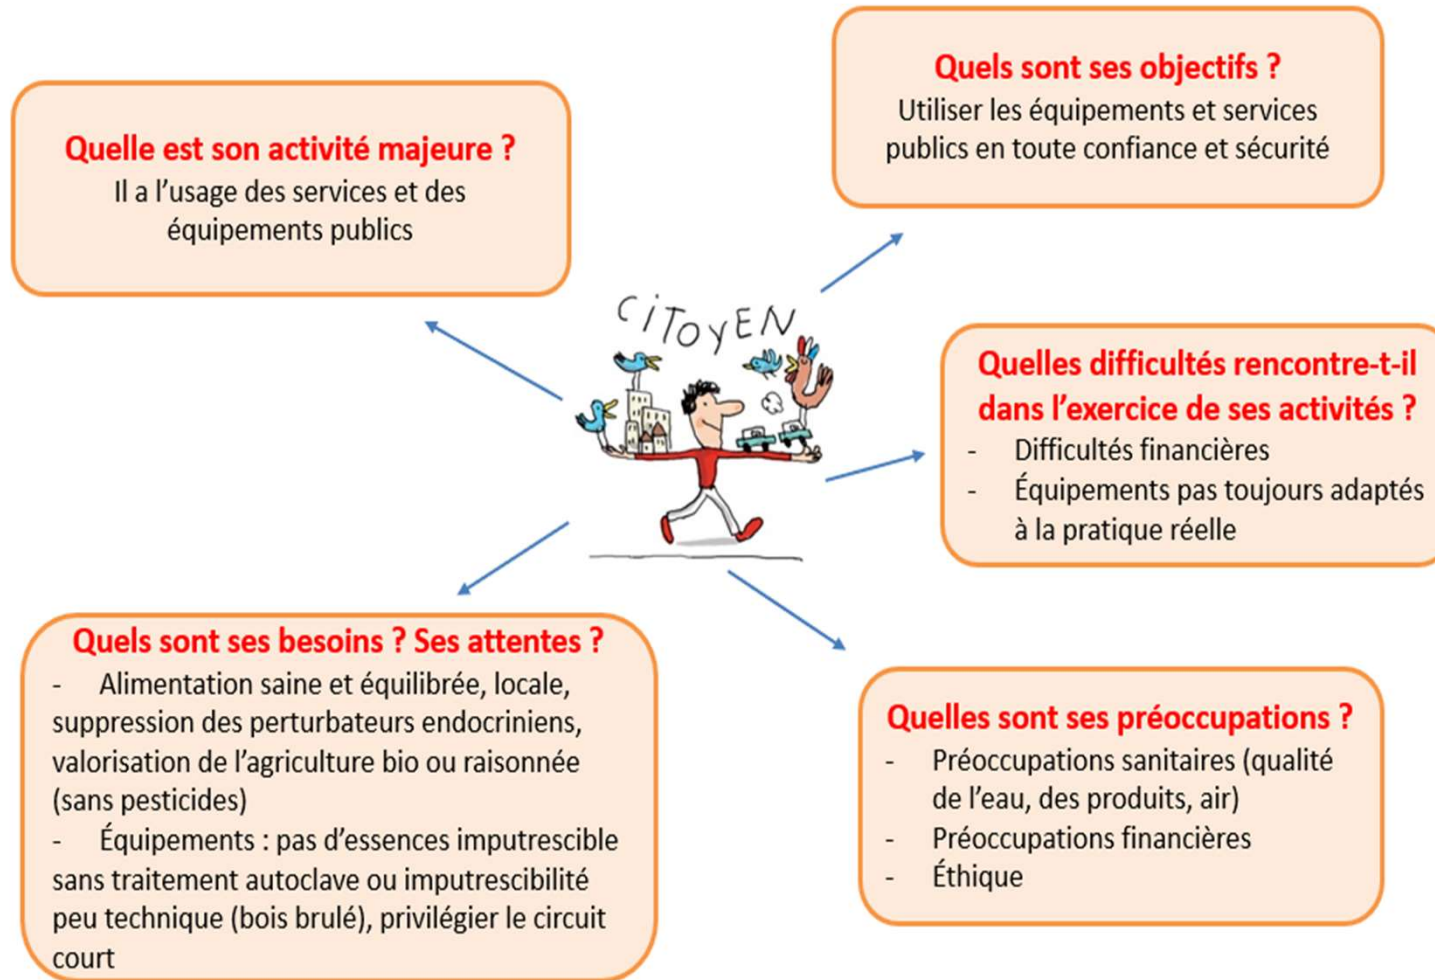 Quelle est son activité majeure ?
Il a l’usage des services et des
équipements publics
Quels sont ses objectifs ?
Utiliser les équipements et services
publics en toute confiance et sécurité
CiToyEN
Quelles difficultés rencontre-t-il
dans l’exercice de ses activités ?
- Difficultés financières
- Équipements pas toujours adaptés
à la pratique réelle
Quels sont ses besoins ? Ses attentes ?
- Alimentation saine et équilibrée, locale,
suppression des perturbateurs endocriniens,
valorisation de l’agriculture bio ou raisonnée
(sans pesticides)
- Équipements : pas d’essences imputrescible
sans traitement autoclave ou imputrescibilité
peu technique (bois brulé), privilégier le circuit
court
Quelles sont ses préoccupations ?
- Préoccupations sanitaires (qualité
de l’eau, des produits, air)
- Préoccupations financières
- Éthique